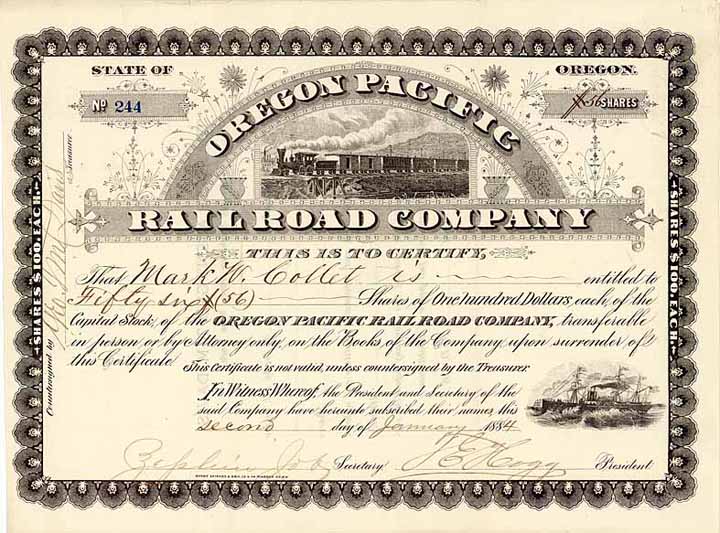 STATE OF OREGON.
No 244
56 SHARES
OREGON PACIFIC
RAIL ROAD COMPANY
THIS IS TO CERTIFY,
That Mark W. Collet is entitled to
Fifty six (56) Shares of One hundred Dollars, each, of the
Capital Stock, of the OREGON PACIFIC RAIL ROAD COMPANY, transferable
in person or by Attorney only, on the Books of the Company, upon surrender of
this Certificate. This Certificate is not valid, unless countersigned by the Treasurer.
In Witness Whereof, the President and Secretary of the
said Company have hereunto subscribed their names, this
second day of January 1884
Zephin Job Secretary T E Hogg President
Countersigned by Treasurer
SHARES $100, EACH.
SHARES $100, EACH.